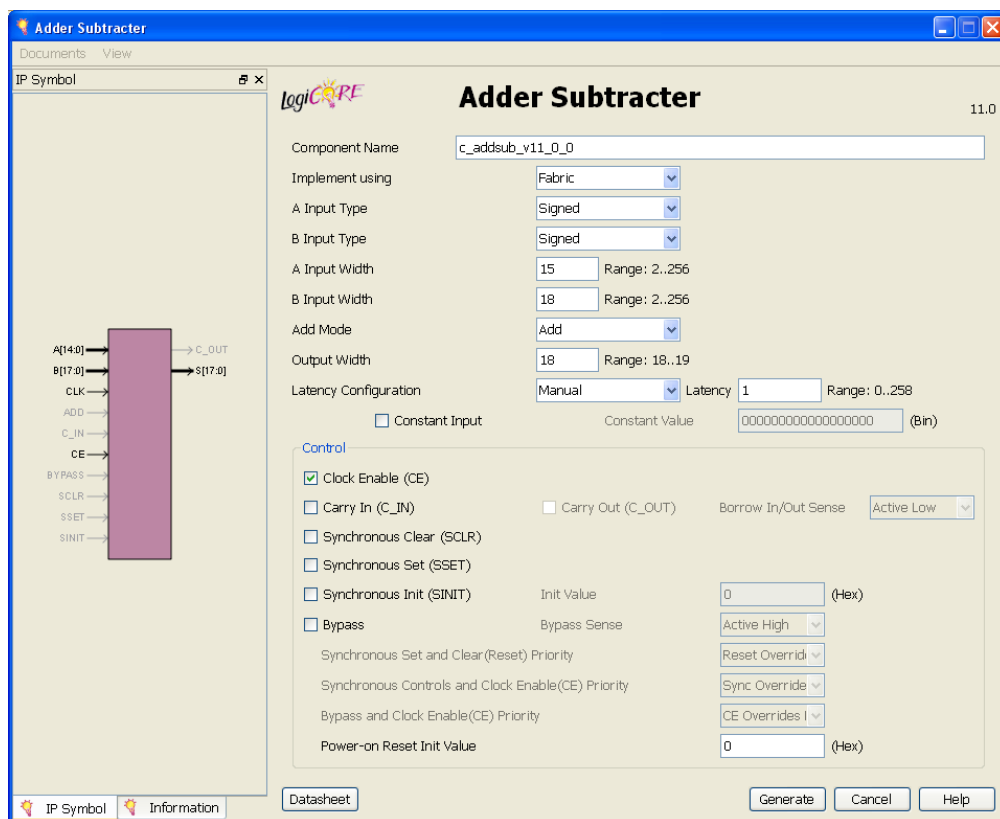 Adder Subtracter
Documents View
IP Symbol
LogiCORE
Adder Subtracter
11.0
Component Name c_addsub_v11_0_0
Implement using Fabric
A Input Type Signed
B Input Type Signed
A Input Width 15 Range: 2..256
B Input Width 18 Range: 2..256
Add Mode Add
Output Width 18 Range: 18..19
Latency Configuration Manual Latency 1 Range: 0..258
Constant Input Constant Value 000000000000000000 (Bin)
Control
Clock Enable (CE)
Carry In (C_IN) Carry Out (C_OUT) Borrow In/Out Sense Active Low
Synchronous Clear (SCLR)
Synchronous Set (SSET)
Synchronous Init (SINIT) Init Value 0 (Hex)
Bypass Bypass Sense Active High
Synchronous Set and Clear(Reset) Priority Reset Overrid
Synchronous Controls and Clock Enable(CE) Priority Sync Override
Bypass and Clock Enable(CE) Priority CE Overrides
Power-on Reset Init Value 0 (Hex)
A[14:0] C_OUT
B[17:0] S[17:0]
CLK
ADD
C_IN
CE
BYPASS
SCLR
SSET
SINIT
IP Symbol Information
Datasheet Generate Cancel Help